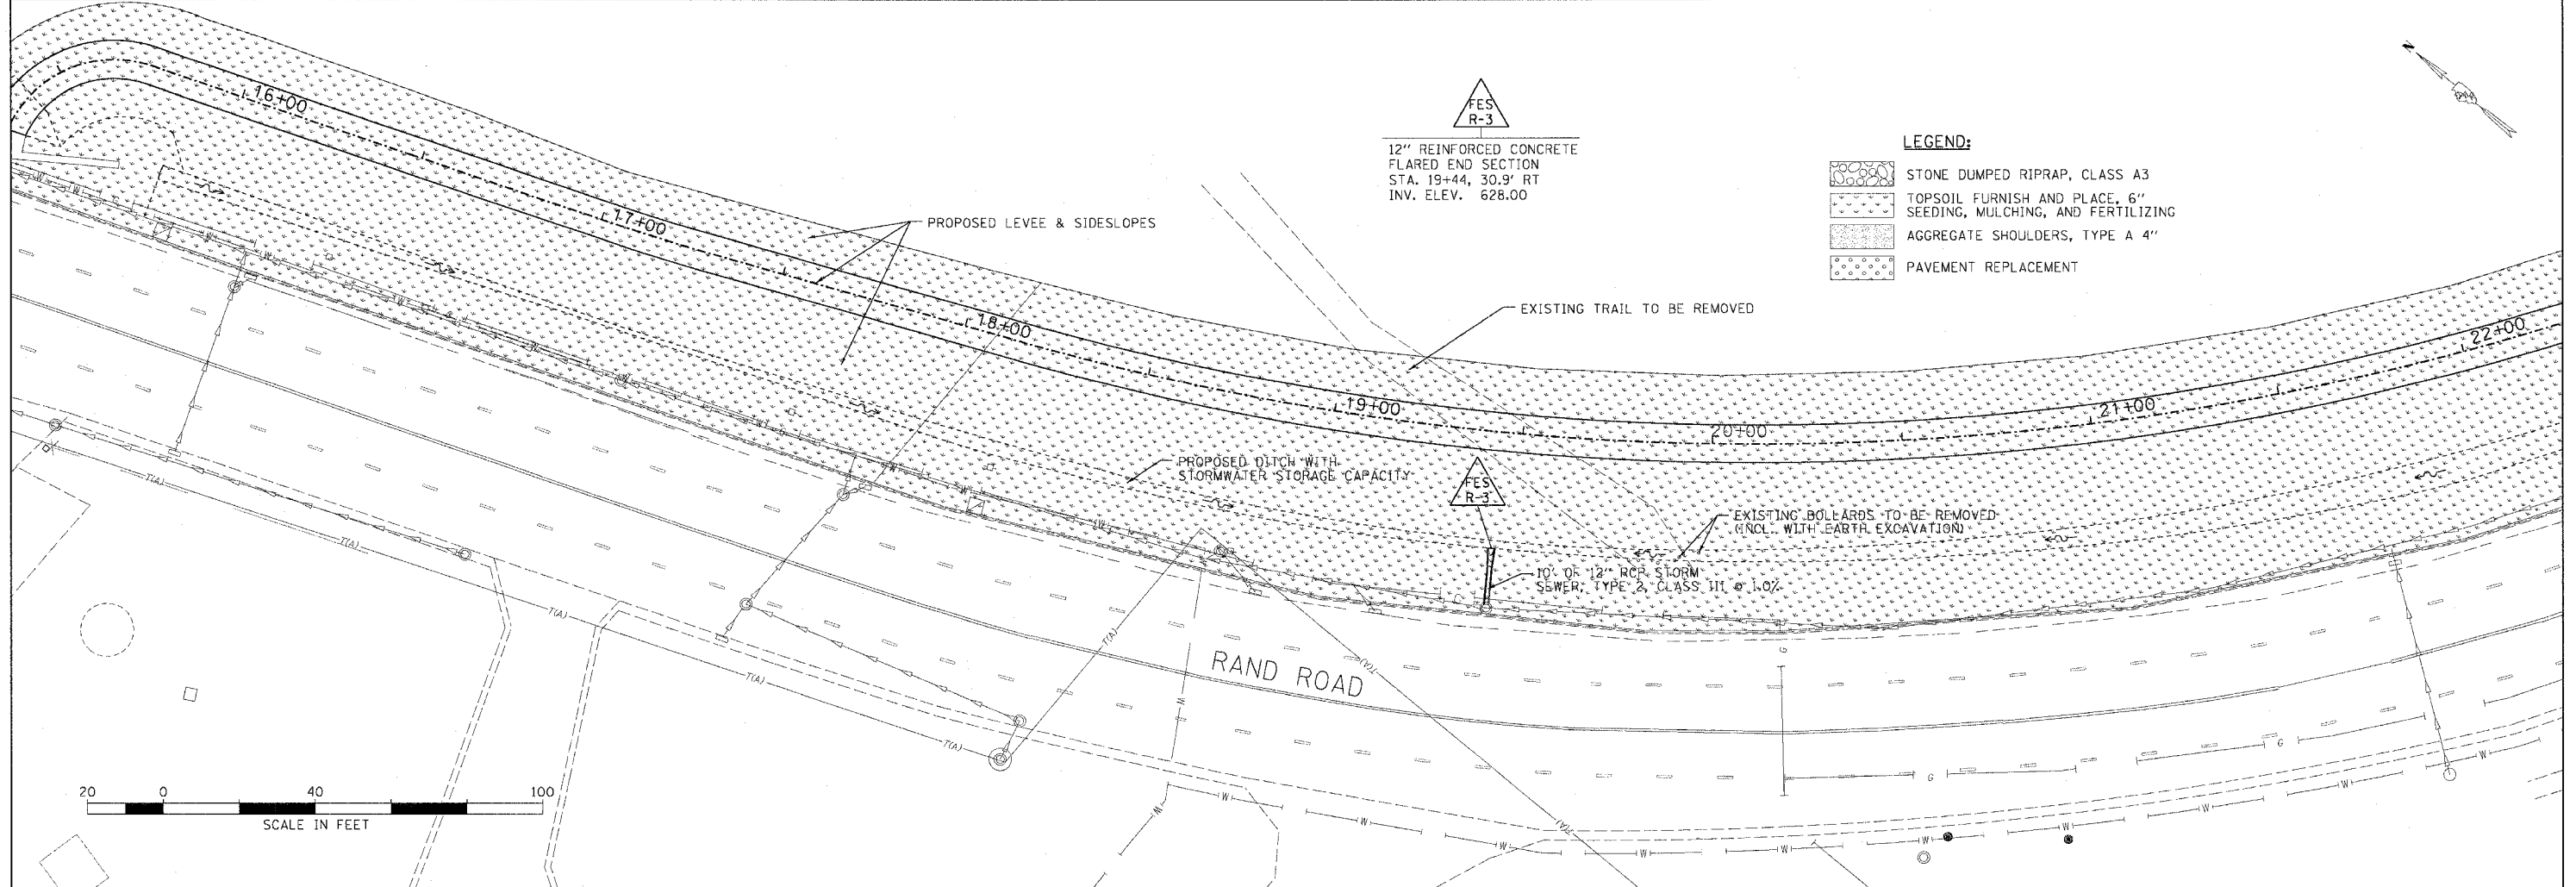 16+00
17+00
18+00
19+00
20+00
21+00
22+00
N
FES
R-3
12" REINFORCED CONCRETE
FLARED END SECTION
STA. 19+44, 30.9' RT
INV. ELEV. 628.00
LEGEND:
STONE DUMPED RIPRAP, CLASS A3
TOPSOIL FURNISH AND PLACE, 6"
SEEDING, MULCHING, AND FERTILIZING
AGGREGATE SHOULDERS, TYPE A 4"
PAVEMENT REPLACEMENT
PROPOSED LEVEE & SIDESLOPES
EXISTING TRAIL TO BE REMOVED
PROPOSED DITCH WITH
STORMWATER STORAGE CAPACITY
FES
R-3
EXISTING BOLLARDS TO BE REMOVED
(INCL. WITH EARTH EXCAVATION)
10' OF 12" RCP STORM
SEWER, TYPE 2, CLASS III @ 1.0%
RAND ROAD
T(A)
T(A)
T(A)
T(A)
T(A)
T(A)
T(A)
T(A)
G
G
G
W
W
W
W
W
W
W
W
W
W
W
W
20 0 40 100
SCALE IN FEET